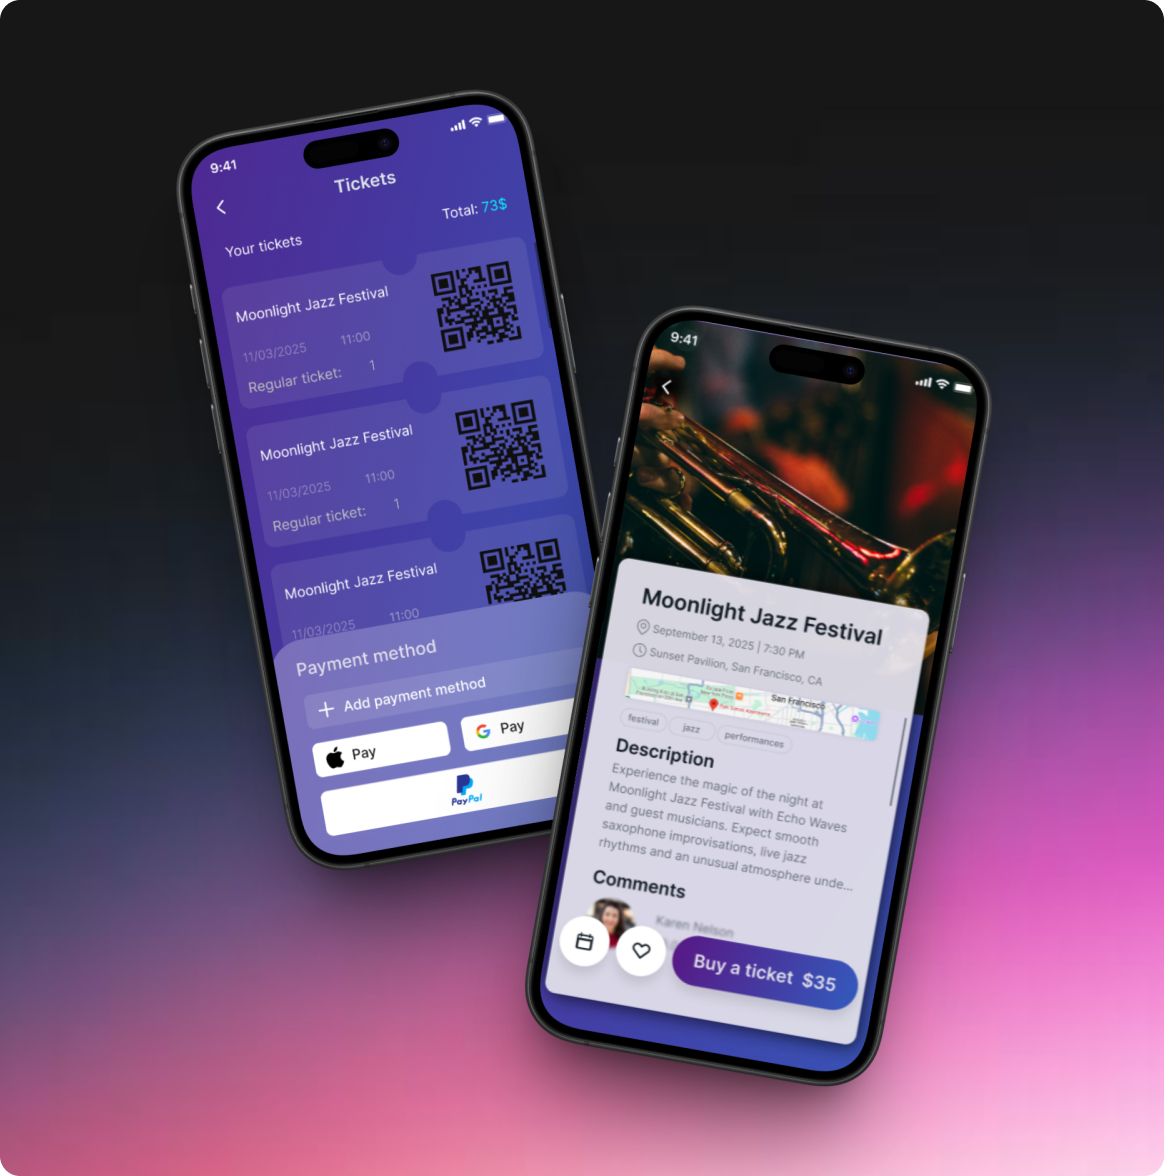 9:41
Tickets
Total: 73$
Your tickets
Moonlight Jazz Festival
11/03/2025 11:00
Regular ticket: 1
Moonlight Jazz Festival
11/03/2025 11:00
Regular ticket: 1
Moonlight Jazz Festival
11/03/2025 11:00
Payment method
+ Add payment method
Pay
G Pay
PayPal
9:41
Moonlight Jazz Festival
September 13, 2025 | 7:30 PM
Sunset Pavilion, San Francisco, CA
San Francisco
festival jazz performances
Description
Experience the magic of the night at
Moonlight Jazz Festival with Echo Waves
and guest musicians. Expect smooth
saxophone improvisations, live jazz
rhythms and an unusual atmosphere unde...
Comments
Karen Nelson
Buy a ticket $35